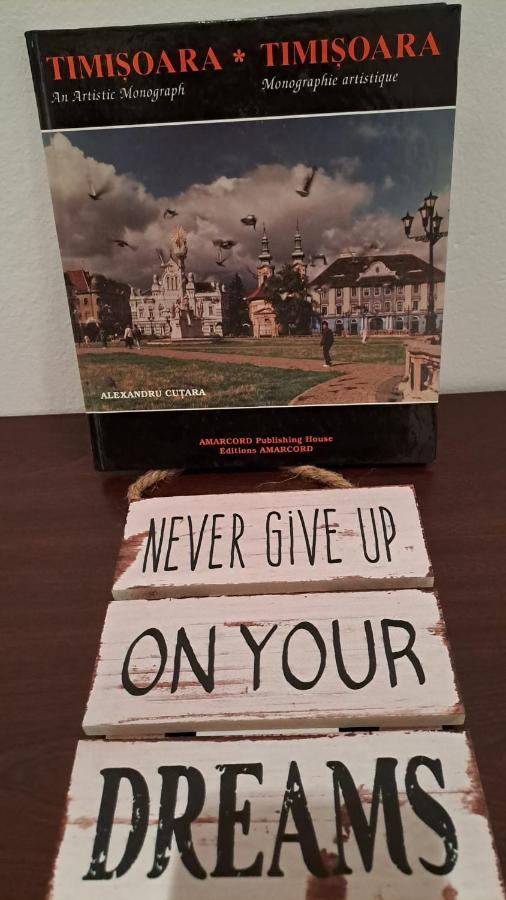 TIMIȘOARA * TIMIȘOARA
An Artistic Monograph
Monographie artistique
ALEXANDRU CUȚARA
AMARCORD Publishing House
Éditions AMARCORD
NEVER GiVE UP
ON YOUR
DREAMS